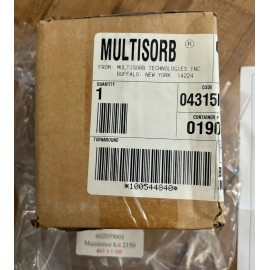 MULTISORB ®
FROM: MULTISORB TECHNOLOGIES INC
BUFFALO, NEW YORK 14224
QUANTITY
1
CODE
04315
CONTAINER
0190
TURNAROUND
*100544840*
Maintenance Kit 2150